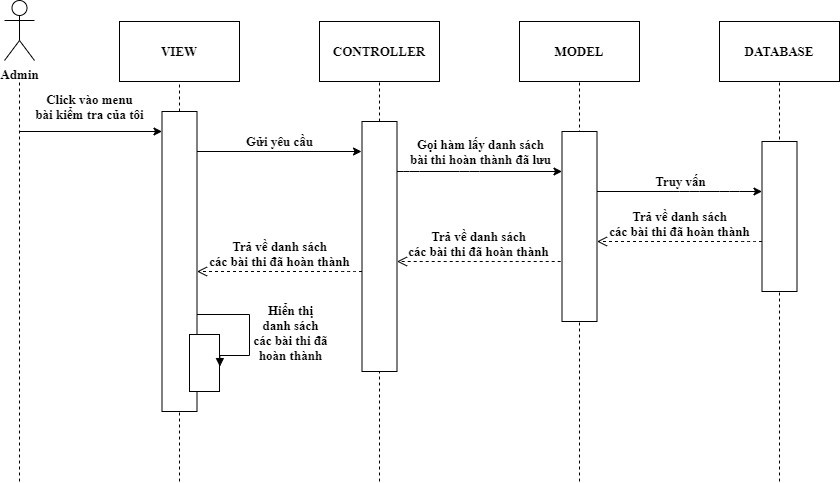 VIEW
CONTROLLER
MODEL
DATABASE
Admin
Click vào menu
bài kiểm tra của tôi
Gửi yêu cầu
Gọi hàm lấy danh sách
bài thi hoàn thành đã lưu
Truy vấn
Trả về danh sách
các bài thi đã hoàn thành
Trả về danh sách
các bài thi đã hoàn thành
Trả về danh sách
các bài thi đã hoàn thành
Hiển thị
danh sách
các bài thi đã
hoàn thành